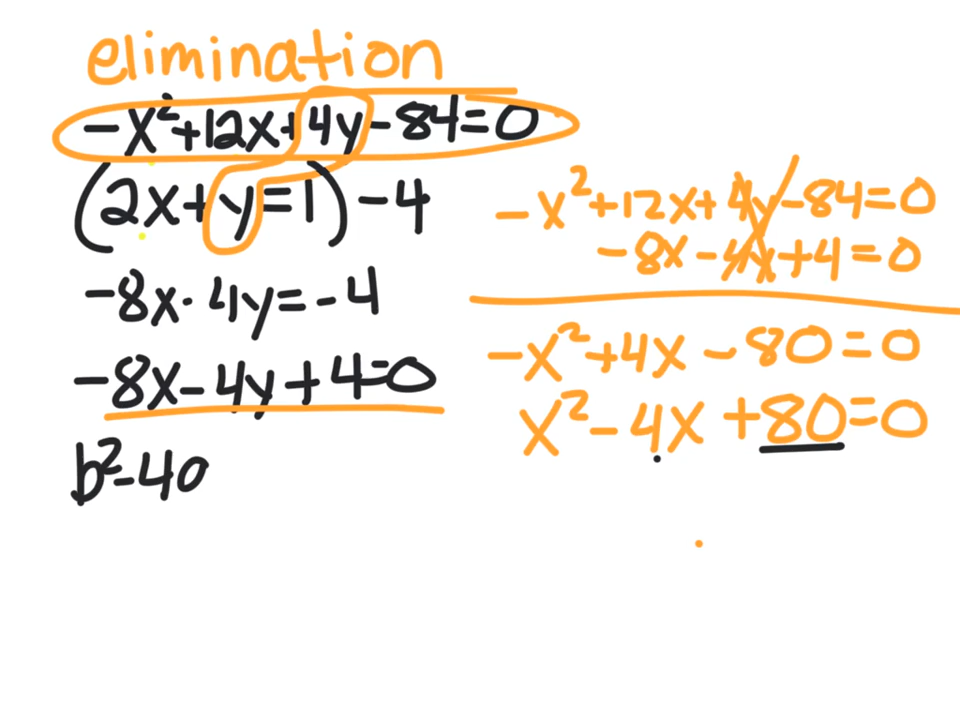 elimination
-x²+12x+4y-84=0
(2x+y=1)-4
-8x-4y=-4
-8x-4y+4=0
b²-4a
-x²+12x+4y-84=0
-8x-4y+4=0
-x²+4x-80=0
x²-4x+80=0